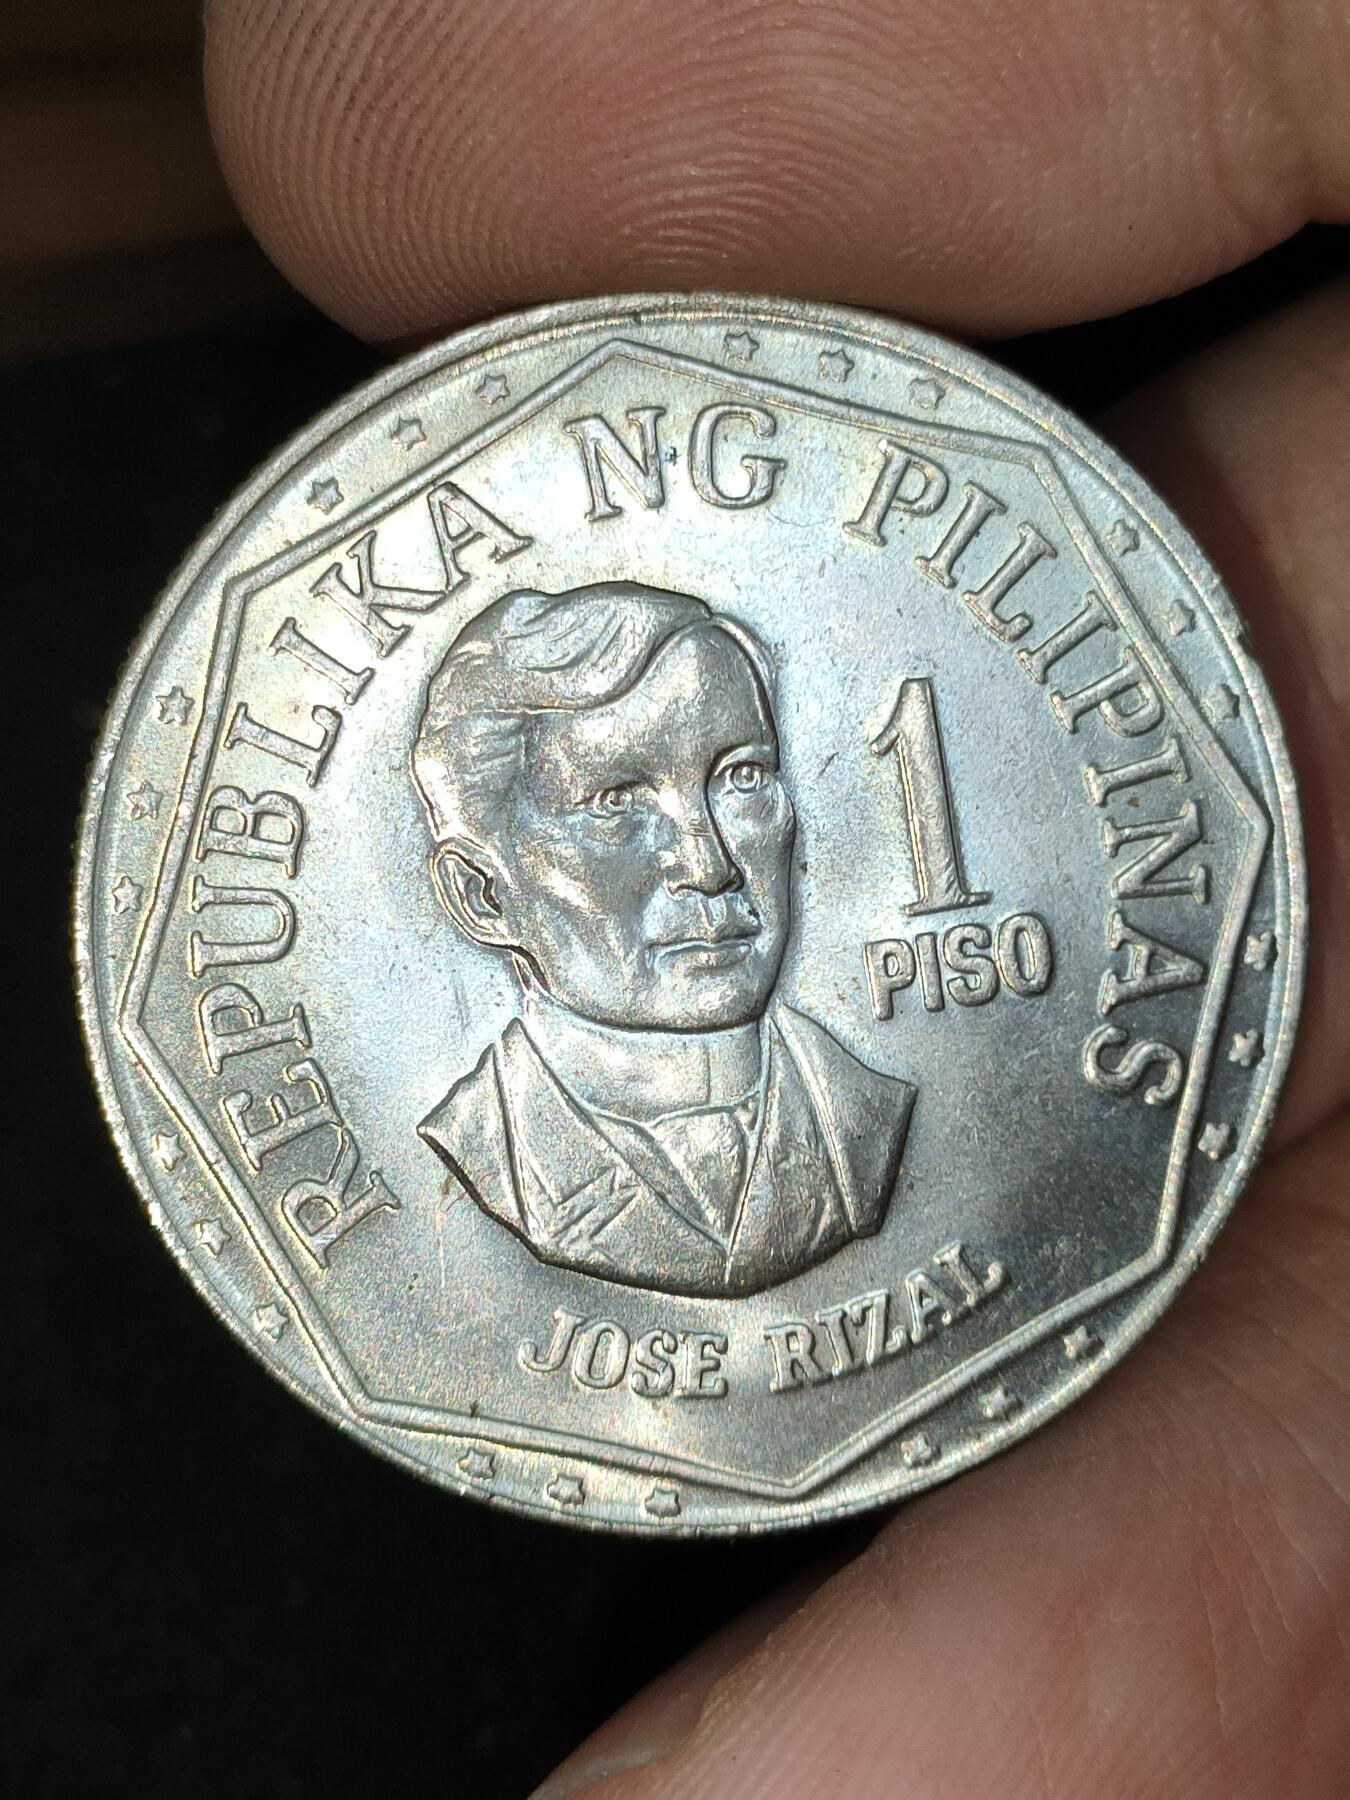 REPUBLIKA NG PILIPINAS
1
PISO
JOSE RIZAL